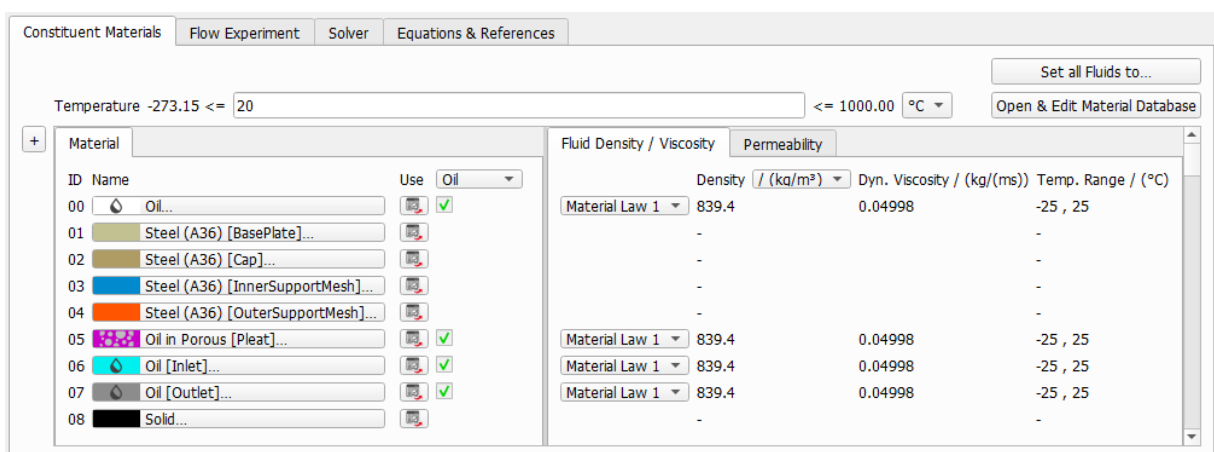 Constituent Materials Flow Experiment Solver Equations & References
Set all Fluids to...
Temperature -273.15 <= 20 <= 1000.00 °C Open & Edit Material Database
+ Material Fluid Density / Viscosity Permeability
ID Name Use Oil Density / (kg/m³) Dyn. Viscosity / (kg/(ms)) Temp. Range / (°C)
00 Oil... Material Law 1 839.4 0.04998 -25 , 25
01 Steel (A36) [BasePlate]... - -
02 Steel (A36) [Cap]... - -
03 Steel (A36) [InnerSupportMesh]... - -
04 Steel (A36) [OuterSupportMesh]... - -
05 Oil in Porous [Pleat]... Material Law 1 839.4 0.04998 -25 , 25
06 Oil [Inlet]... Material Law 1 839.4 0.04998 -25 , 25
07 Oil [Outlet]... Material Law 1 839.4 0.04998 -25 , 25
08 Solid... - -